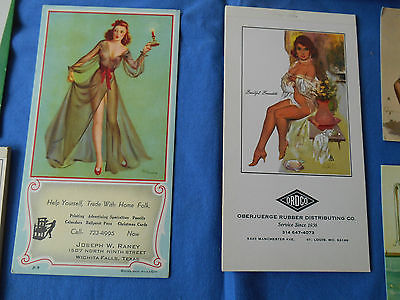 Help Yourself, Trade With Home Folk.
Printing Advertising Specialties Pencils
Calendars Ballpoint Pens Christmas Cards
Call- 723-4995 Now
JOSEPH W. RANEY
1507 NORTH NINTH STREET
WICHITA FALLS, TEXAS
Beautiful Brunette
ORDCO
OBERJUERGE RUBBER DISTRIBUTING CO.
Service Since 1936
314 647-4075
ST. LOUIS, MO.